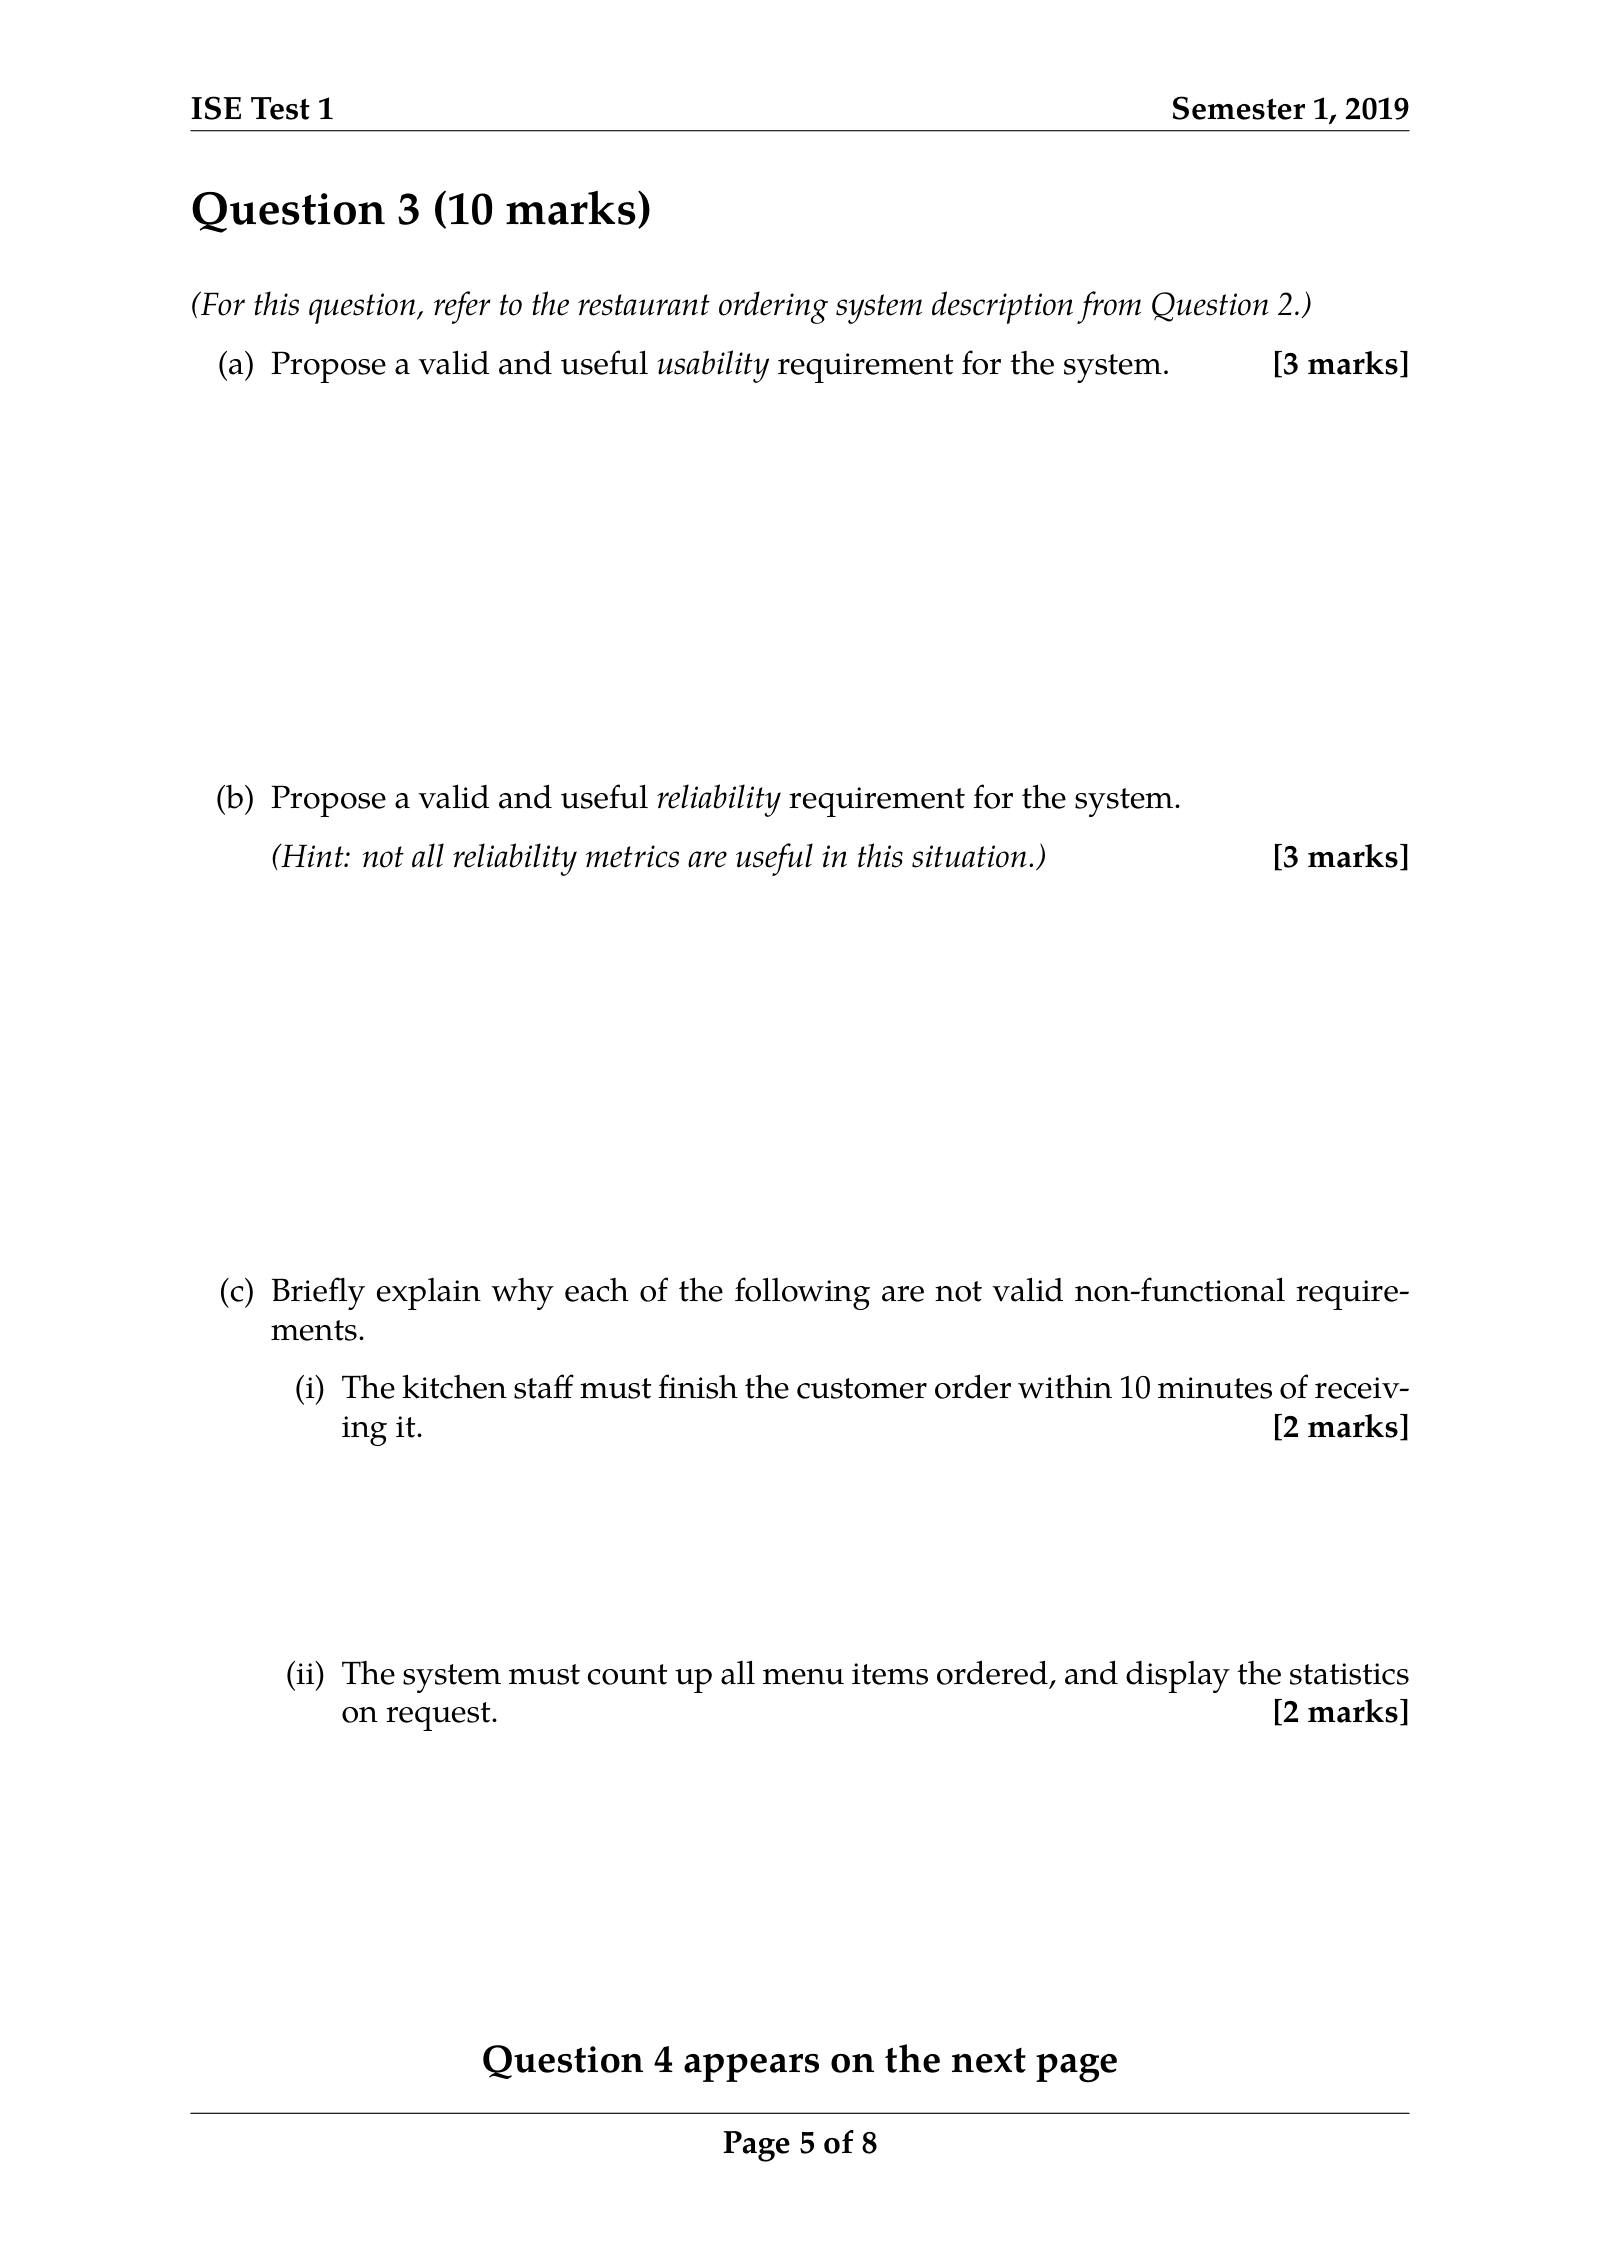 ISE Test 1 Semester 1, 2019
Question 3 (10 marks)
(For this question, refer to the restaurant ordering system description from Question 2.)
(a) Propose a valid and useful usability requirement for the system. [3 marks]
(b) Propose a valid and useful reliability requirement for the system.
(Hint: not all reliability metrics are useful in this situation.) [3 marks]
(c) Briefly explain why each of the following are not valid non-functional require-
ments.
(i) The kitchen staff must finish the customer order within 10 minutes of receiv-
ing it. [2 marks]
(ii) The system must count up all menu items ordered, and display the statistics
on request. [2 marks]
Question 4 appears on the next page
Page 5 of 8